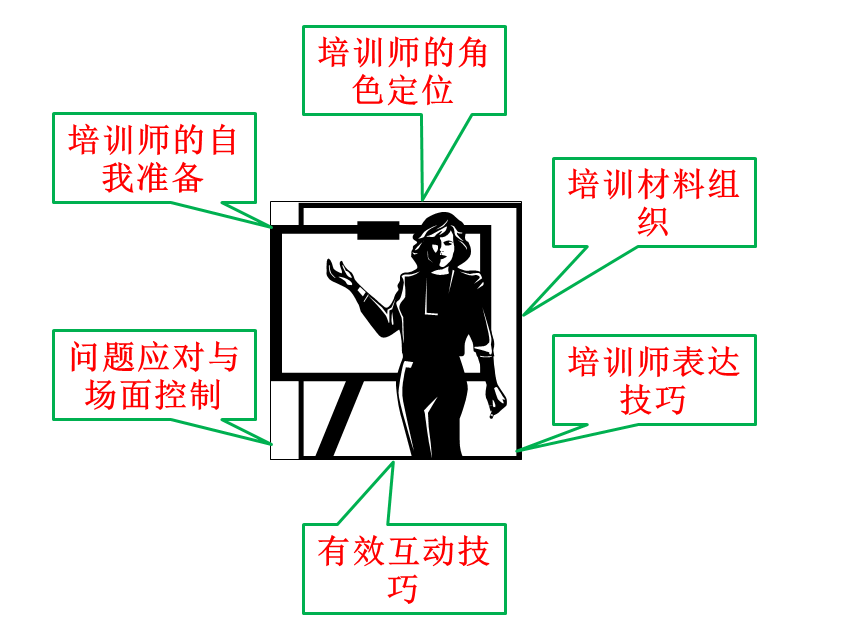 培训师的角
色定位
培训师的自
我准备
培训材料组
织
问题应对与
场面控制
培训师表达
技巧
有效互动技
巧